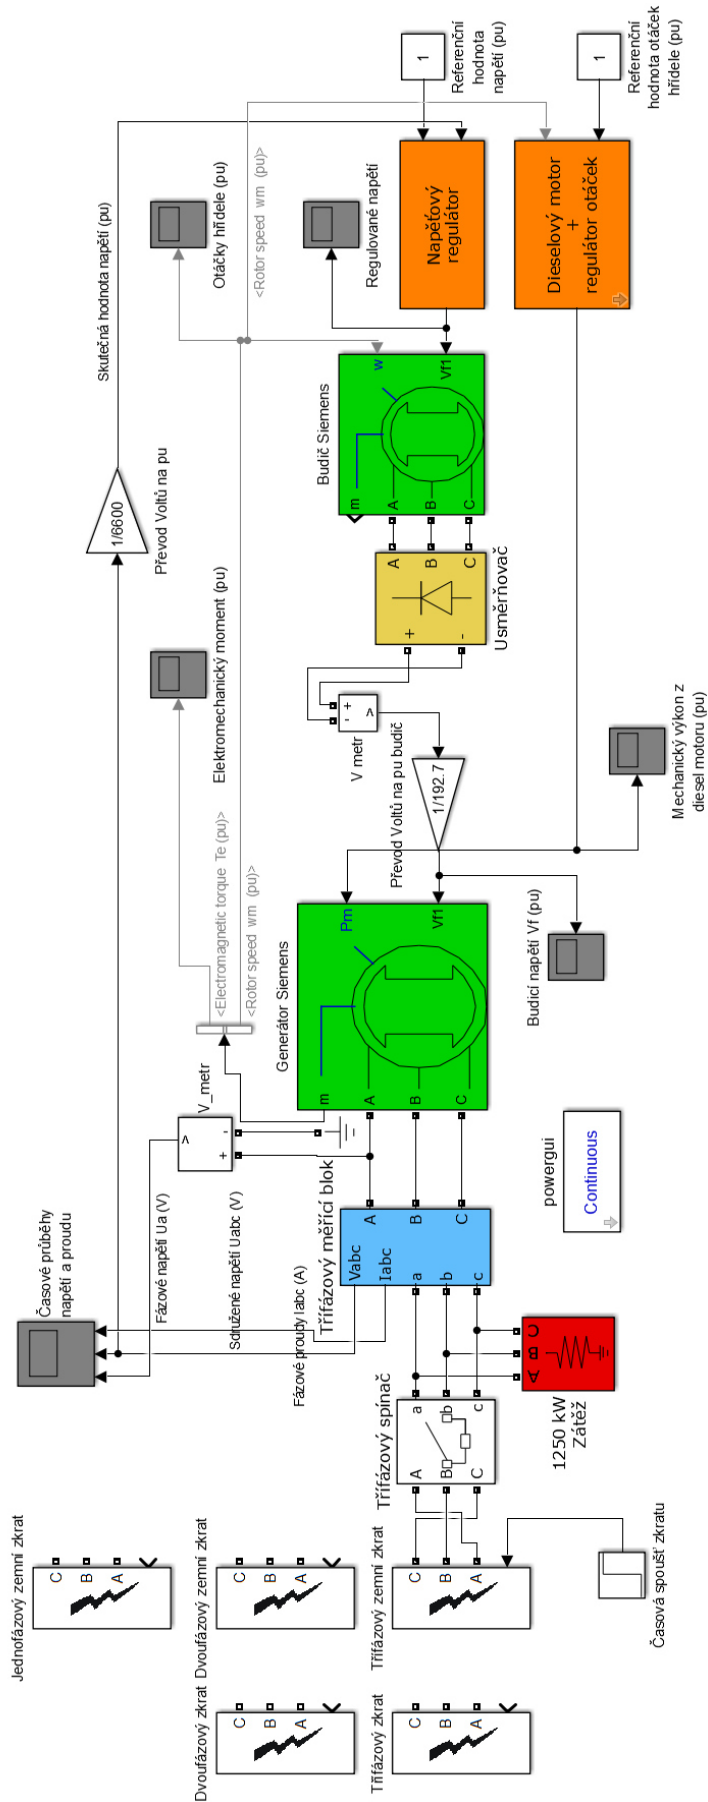 Jednofázový zemní zkrat
C
B
A
Dvoufázový zkrat
C
B
A
Dvoufázový zemní zkrat
C
B
A
Třífázový zkrat
C
B
A
Třífázový zemní zkrat
C
B
A
Časová spoušť zkratu
Třífázový spínač
A
B
C
a
b
c
1250 kW
Zátěž
A
B
C
Časové průběhy
napětí a proudu
Fázové napětí Ua (V)
Sdružené napětí Uabc (V)
Fázové proudy Iabc (A)
Třífázový měřící blok
Vabc
Iabc
a
b
c
A
B
C
powergui
Continuous
V_metr
+
-
v
<Electromagnetic torque Te (pu)>
<Rotor speed wm (pu)>
Generátor Siemens
m
A
B
C
Pm
Vf1
Budicí napětí Vf (pu)
Elektromechanický moment (pu)
Převod Voltů na pu budič
1/192.7
Mechanický výkon z
diesel motoru (pu)
V metr
-
+
v
Usměrňovač
+
-
A
B
C
Převod Voltů na pu
1/6600
Skutečná hodnota napětí (pu)
Budič Siemens
m
A
B
C
w
Vf1
Otáčky hřídele (pu)
<Rotor speed wm (pu)>
Regulované napětí
Napěťový
regulátor
Dieselový motor
+
regulátor otáček
1
Referenční
hodnota
napětí (pu)
1
Referenční
hodnota otáček
hřídele (pu)